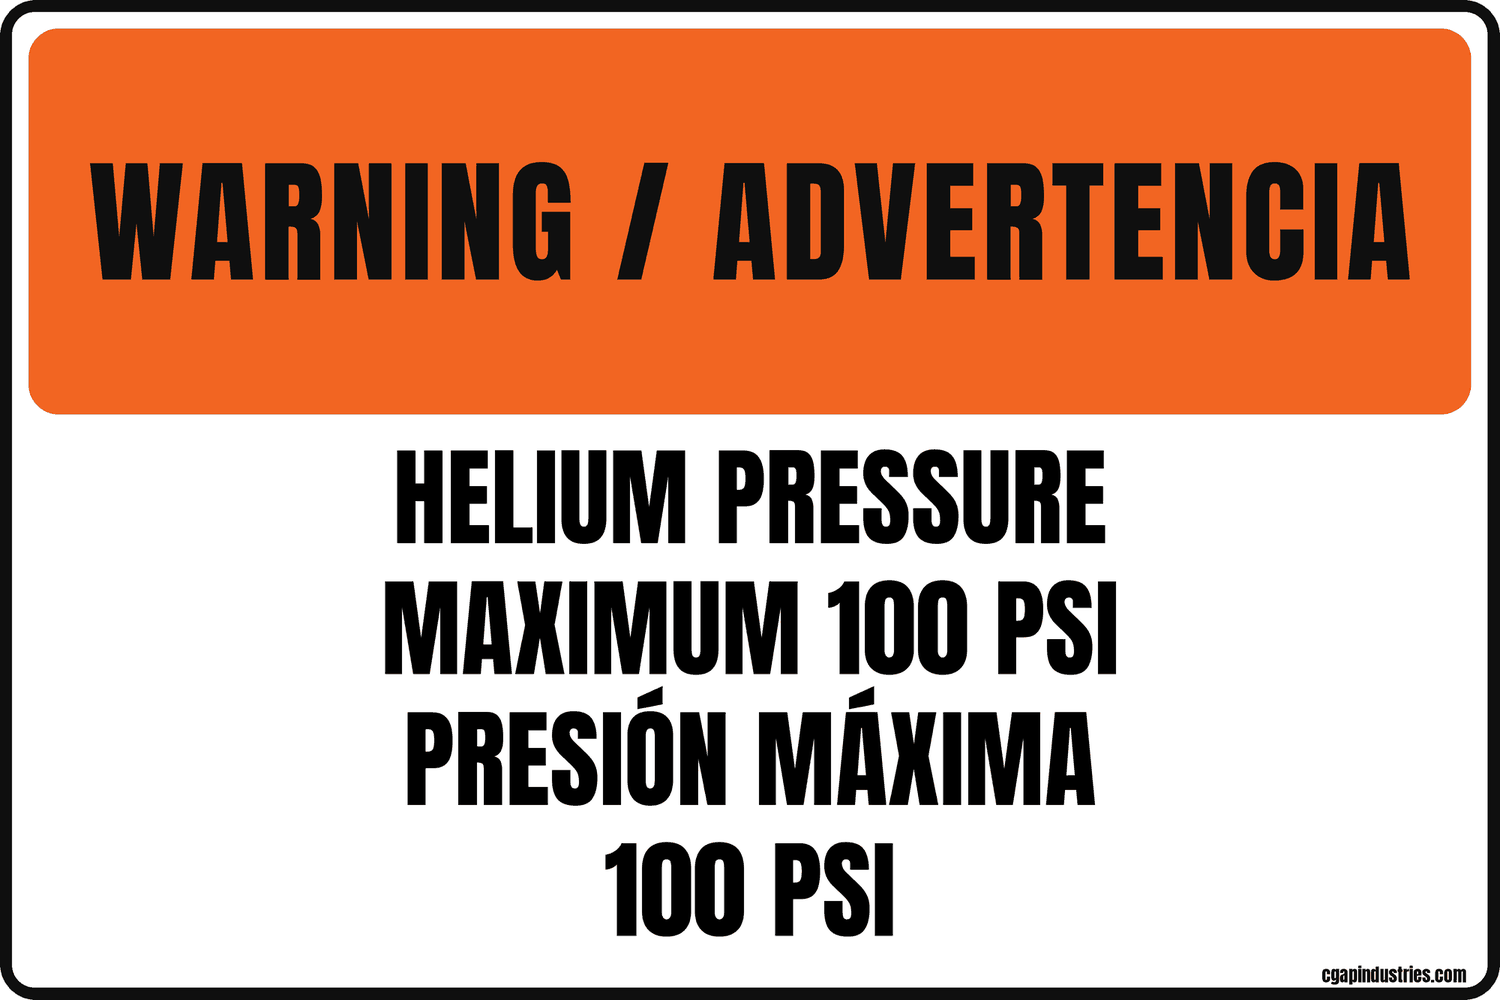 WARNING / ADVERTENCIA
HELIUM PRESSURE
MAXIMUM 100 PSI
PRESIÓN MÁXIMA
100 PSI
cgapindustries.com